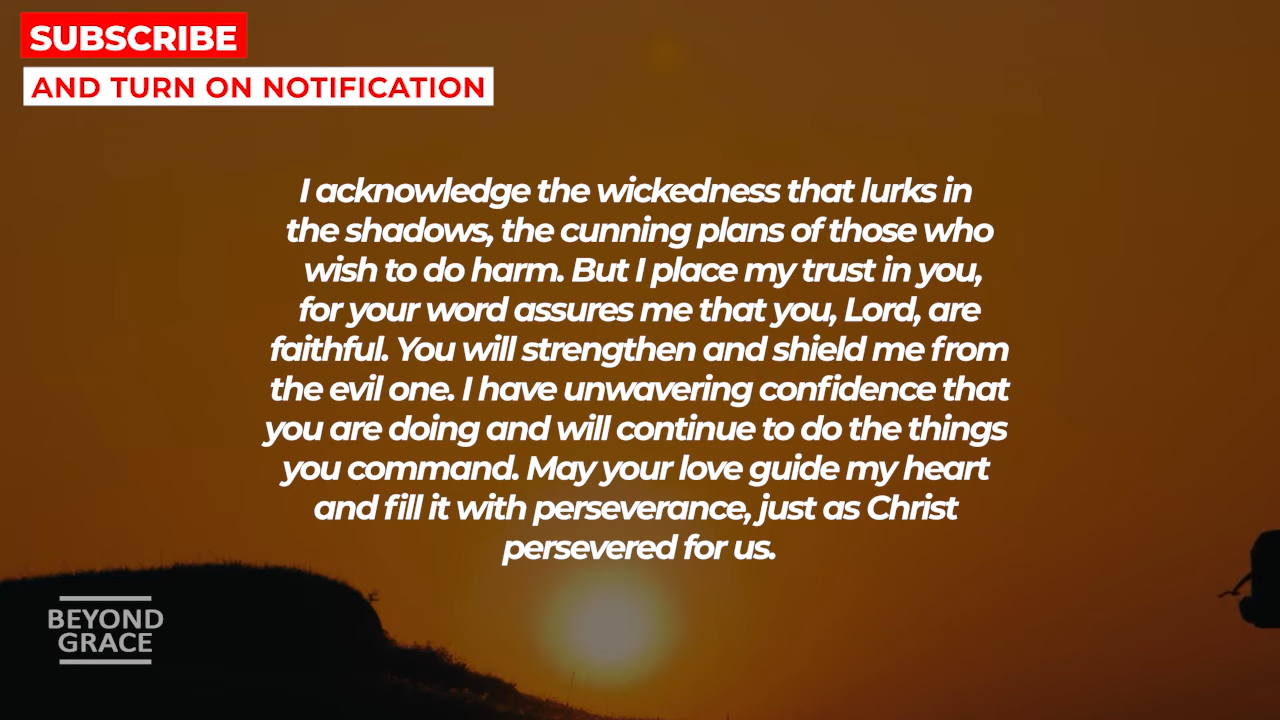 SUBSCRIBE
AND TURN ON NOTIFICATION
I acknowledge the wickedness that lurks in
the shadows, the cunning plans of those who
wish to do harm. But I place my trust in you,
for your word assures me that you, Lord, are
faithful. You will strengthen and shield me from
the evil one. I have unwavering confidence that
you are doing and will continue to do the things
you command. May your love guide my heart
and fill it with perseverance, just as Christ
persevered for us.
BEYOND
GRACE